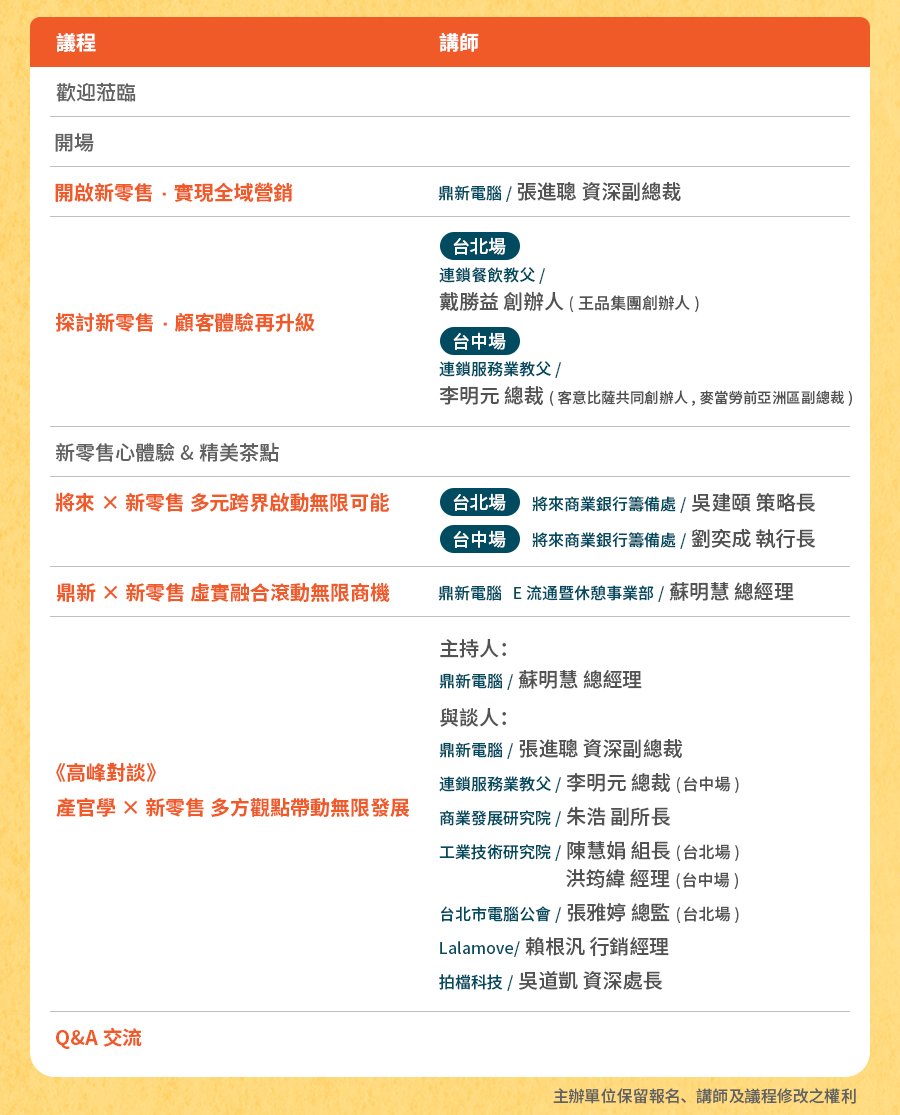 議程 講師
歡迎蒞臨
開場
開啟新零售．實現全域營銷 鼎新電腦 / 張進聰 資深副總裁
探討新零售．顧客體驗再升級
台北場
連鎖餐飲教父 /
戴勝益 創辦人 ( 王品集團創辦人 )
台中場
連鎖服務業教父 /
李明元 總裁 ( 客意比薩共同創辦人 , 麥當勞前亞洲區副總裁 )
新零售心體驗 & 精美茶點
將來 × 新零售 多元跨界啟動無限可能
台北場 將來商業銀行籌備處 / 吳建頤 策略長
台中場 將來商業銀行籌備處 / 劉奕成 執行長
鼎新 × 新零售 虛實融合滾動無限商機 鼎新電腦 E 流通暨休憩事業部 / 蘇明慧 總經理
《高峰對談》
產官學 × 新零售 多方觀點帶動無限發展
主持人：
鼎新電腦 / 蘇明慧 總經理
與談人：
鼎新電腦 / 張進聰 資深副總裁
連鎖服務業教父 / 李明元 總裁 (台中場 )
商業發展研究院 / 朱浩 副所長
工業技術研究院 / 陳慧娟 組長 (台北場 )
洪筠緯 經理 (台中場 )
台北市電腦公會 / 張雅婷 總監 (台北場 )
Lalamove/ 賴根汎 行銷經理
拍檔科技 / 吳道凱 資深處長
Q&A 交流
主辦單位保留報名、講師及議程修改之權利